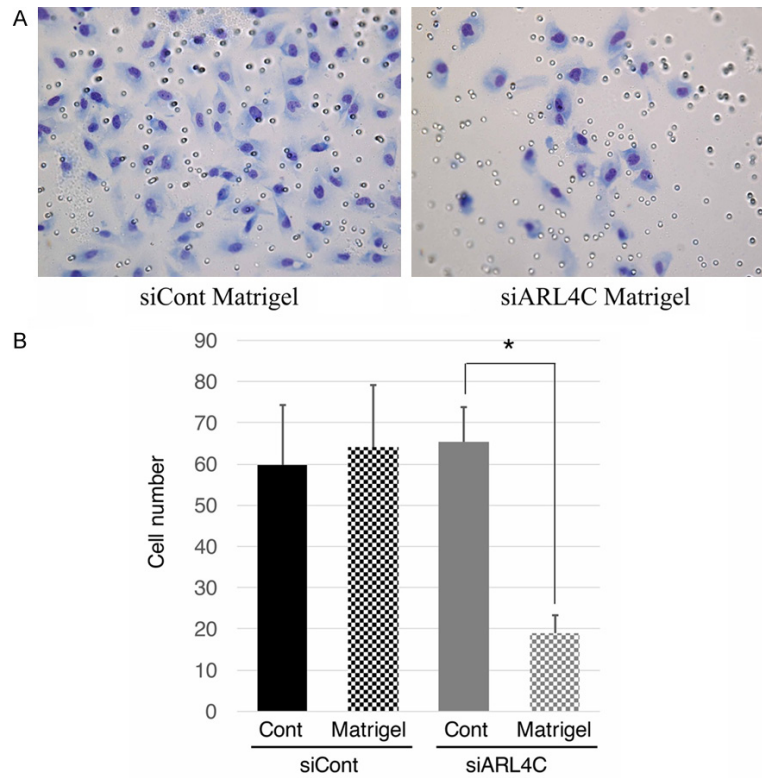 A
siCont Matrigel
siARL4C Matrigel
B
90
80
70
60
50
40
30
20
10
0
Cell number
*
Cont Matrigel Cont Matrigel
siCont siARL4C